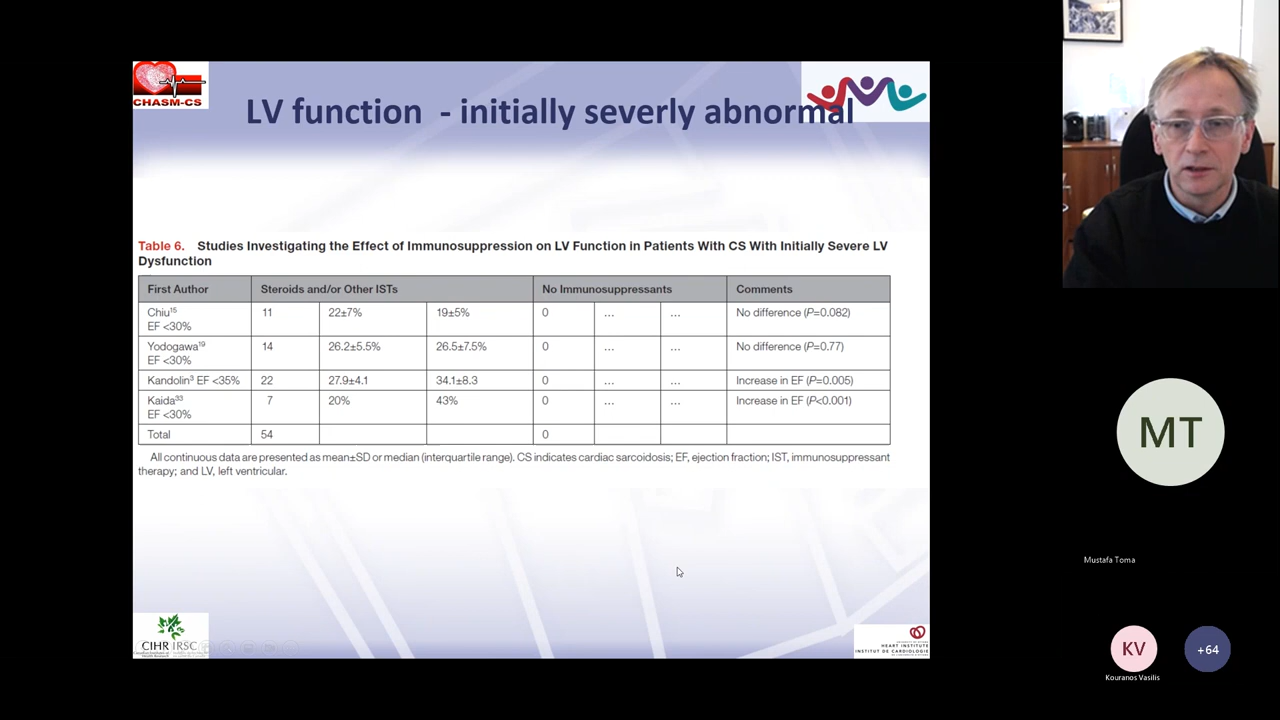 CHASM-CS
LV function - initially severly abnormal
Table 6. Studies Investigating the Effect of Immunosuppression on LV Function in Patients With CS With Initially Severe LV
Dysfunction
First Author Steroids and/or Other ISTs No Immunosuppressants Comments
Chiu15 11 22±7% 19±5% 0 ... ... No difference (P=0.082)
EF <30%
Yodogawa19 14 26.2±5.5% 26.5±7.5% 0 ... ... No difference (P=0.77)
EF <30%
Kandolin3 EF <35% 22 27.9±4.1 34.1±8.3 0 ... ... Increase in EF (P=0.005)
Kaida33 7 20% 43% 0 ... ... Increase in EF (P<0.001)
EF <30%
Total 54 0
All continuous data are presented as mean±SD or median (interquartile range). CS indicates cardiac sarcoidosis; EF, ejection fraction; IST, immunosuppressant
therapy; and LV, left ventricular.
CIHR IRSC
HEART INSTITUTE
INSTITUT DE CARDIOLOGIE
MT
Mustafa Toma
KV
+64
Kouranos Vasilis